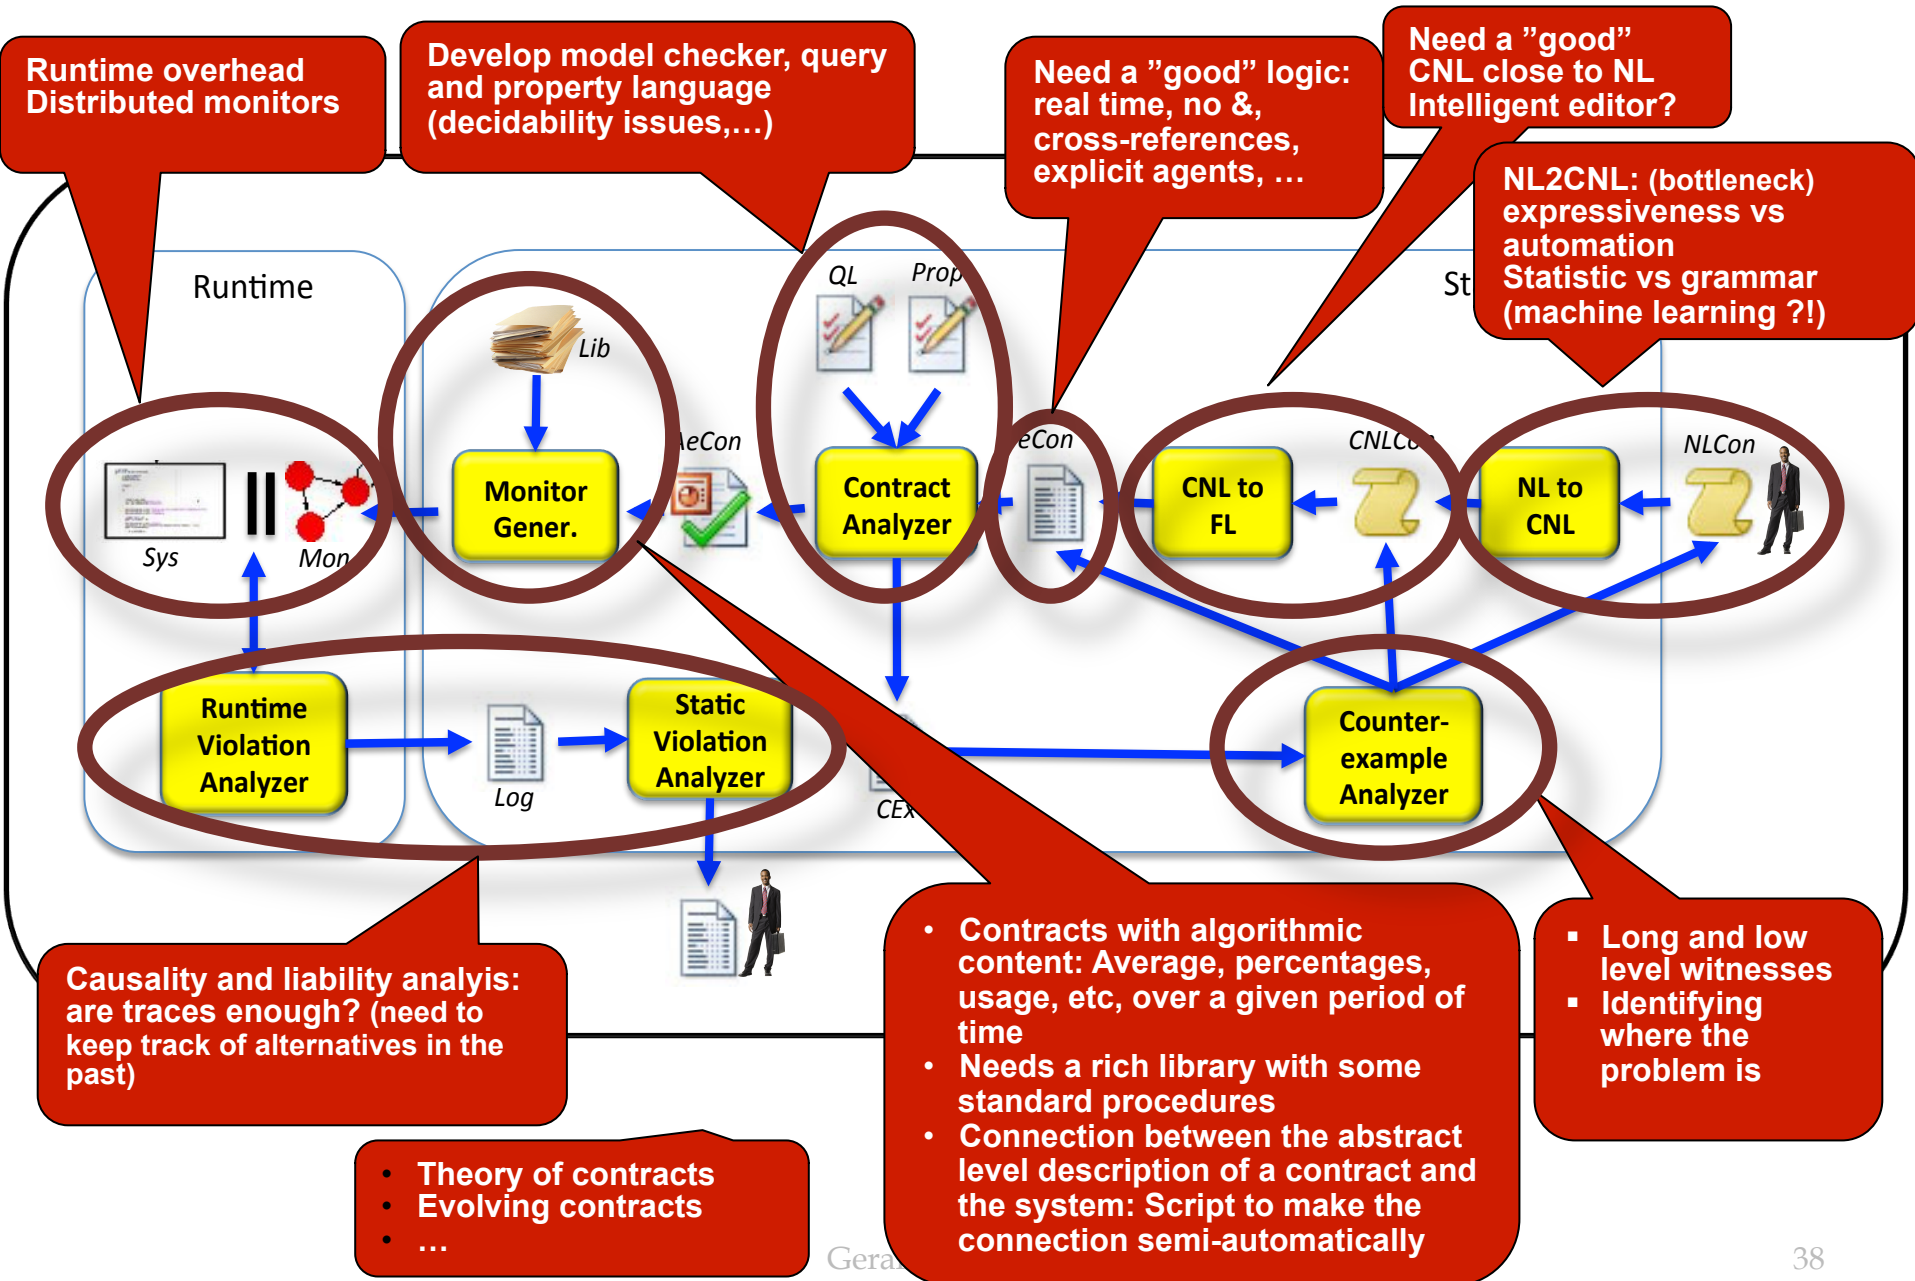 Runtime overhead
Distributed monitors
Develop model checker, query
and property language
(decidability issues,…)
Need a ”good” logic:
real time, no &,
cross-references,
explicit agents, …
Need a ”good”
CNL close to NL
Intelligent editor?
NL2CNL: (bottleneck)
expressiveness vs
automation
Statistic vs grammar
(machine learning ?!)
Runtime
St
QL
Prop
Lib
AeCon
eCon
CNLCon
NLCon
Monitor
Gener.
Contract
Analyzer
CNL to
FL
NL to
CNL
Sys
Mon
Runtime
Violation
Analyzer
Log
Static
Violation
Analyzer
CEx
Counter-
example
Analyzer
Causality and liability analyis:
are traces enough? (need to
keep track of alternatives in the
past)
• Theory of contracts
• Evolving contracts
• …
• Contracts with algorithmic
content: Average, percentages,
usage, etc, over a given period of
time
• Needs a rich library with some
standard procedures
• Connection between the abstract
level description of a contract and
the system: Script to make the
connection semi-automatically
▪ Long and low
level witnesses
▪ Identifying
where the
problem is
Gera
38